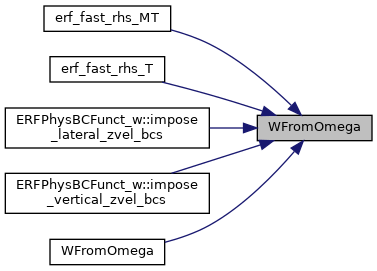 erf_fast_rhs_MT
erf_fast_rhs_T
ERFPhysBCFunct_w::impose
_lateral_zvel_bcs
WFromOmega
ERFPhysBCFunct_w::impose
_vertical_zvel_bcs
WFromOmega